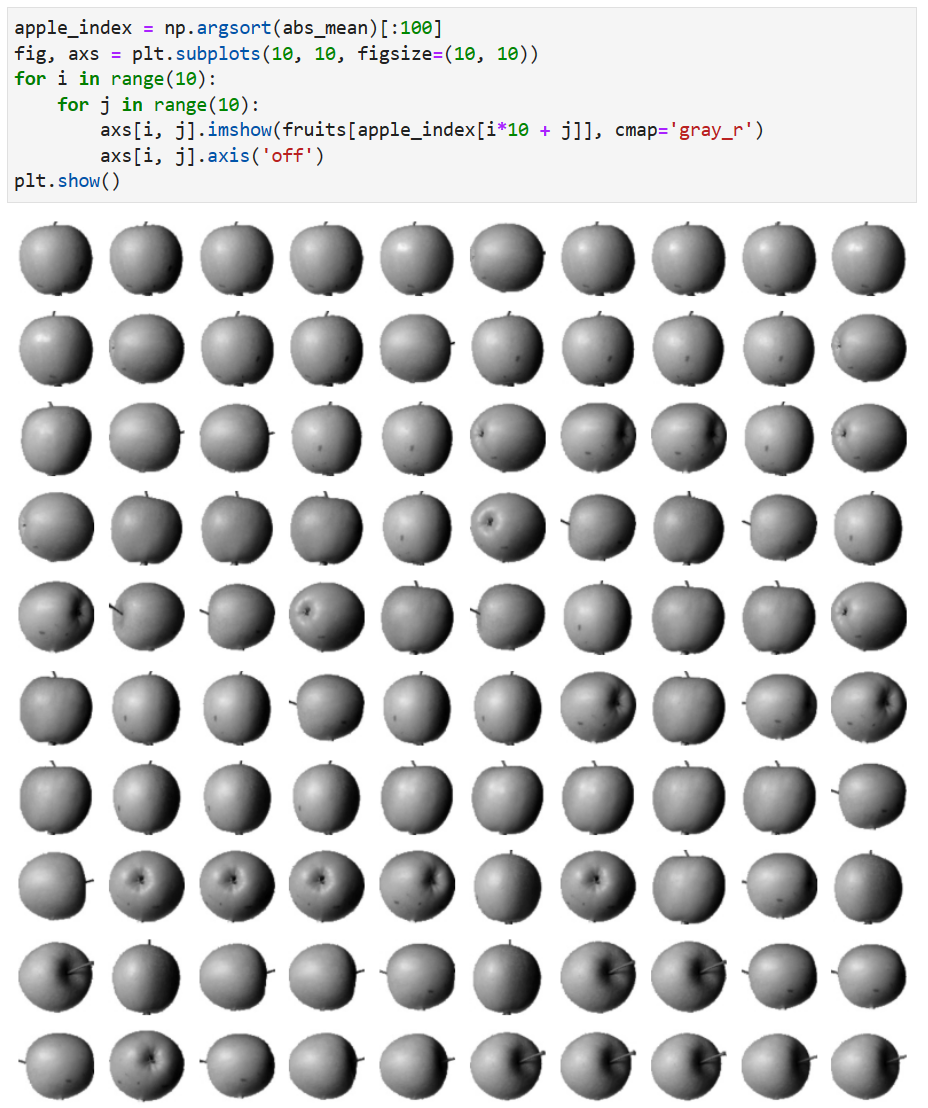 apple_index = np.argsort(abs_mean)[:100]
fig, axs = plt.subplots(10, 10, figsize=(10, 10))
for i in range(10):
    for j in range(10):
        axs[i, j].imshow(fruits[apple_index[i*10 + j]], cmap='gray_r')
        axs[i, j].axis('off')
plt.show()